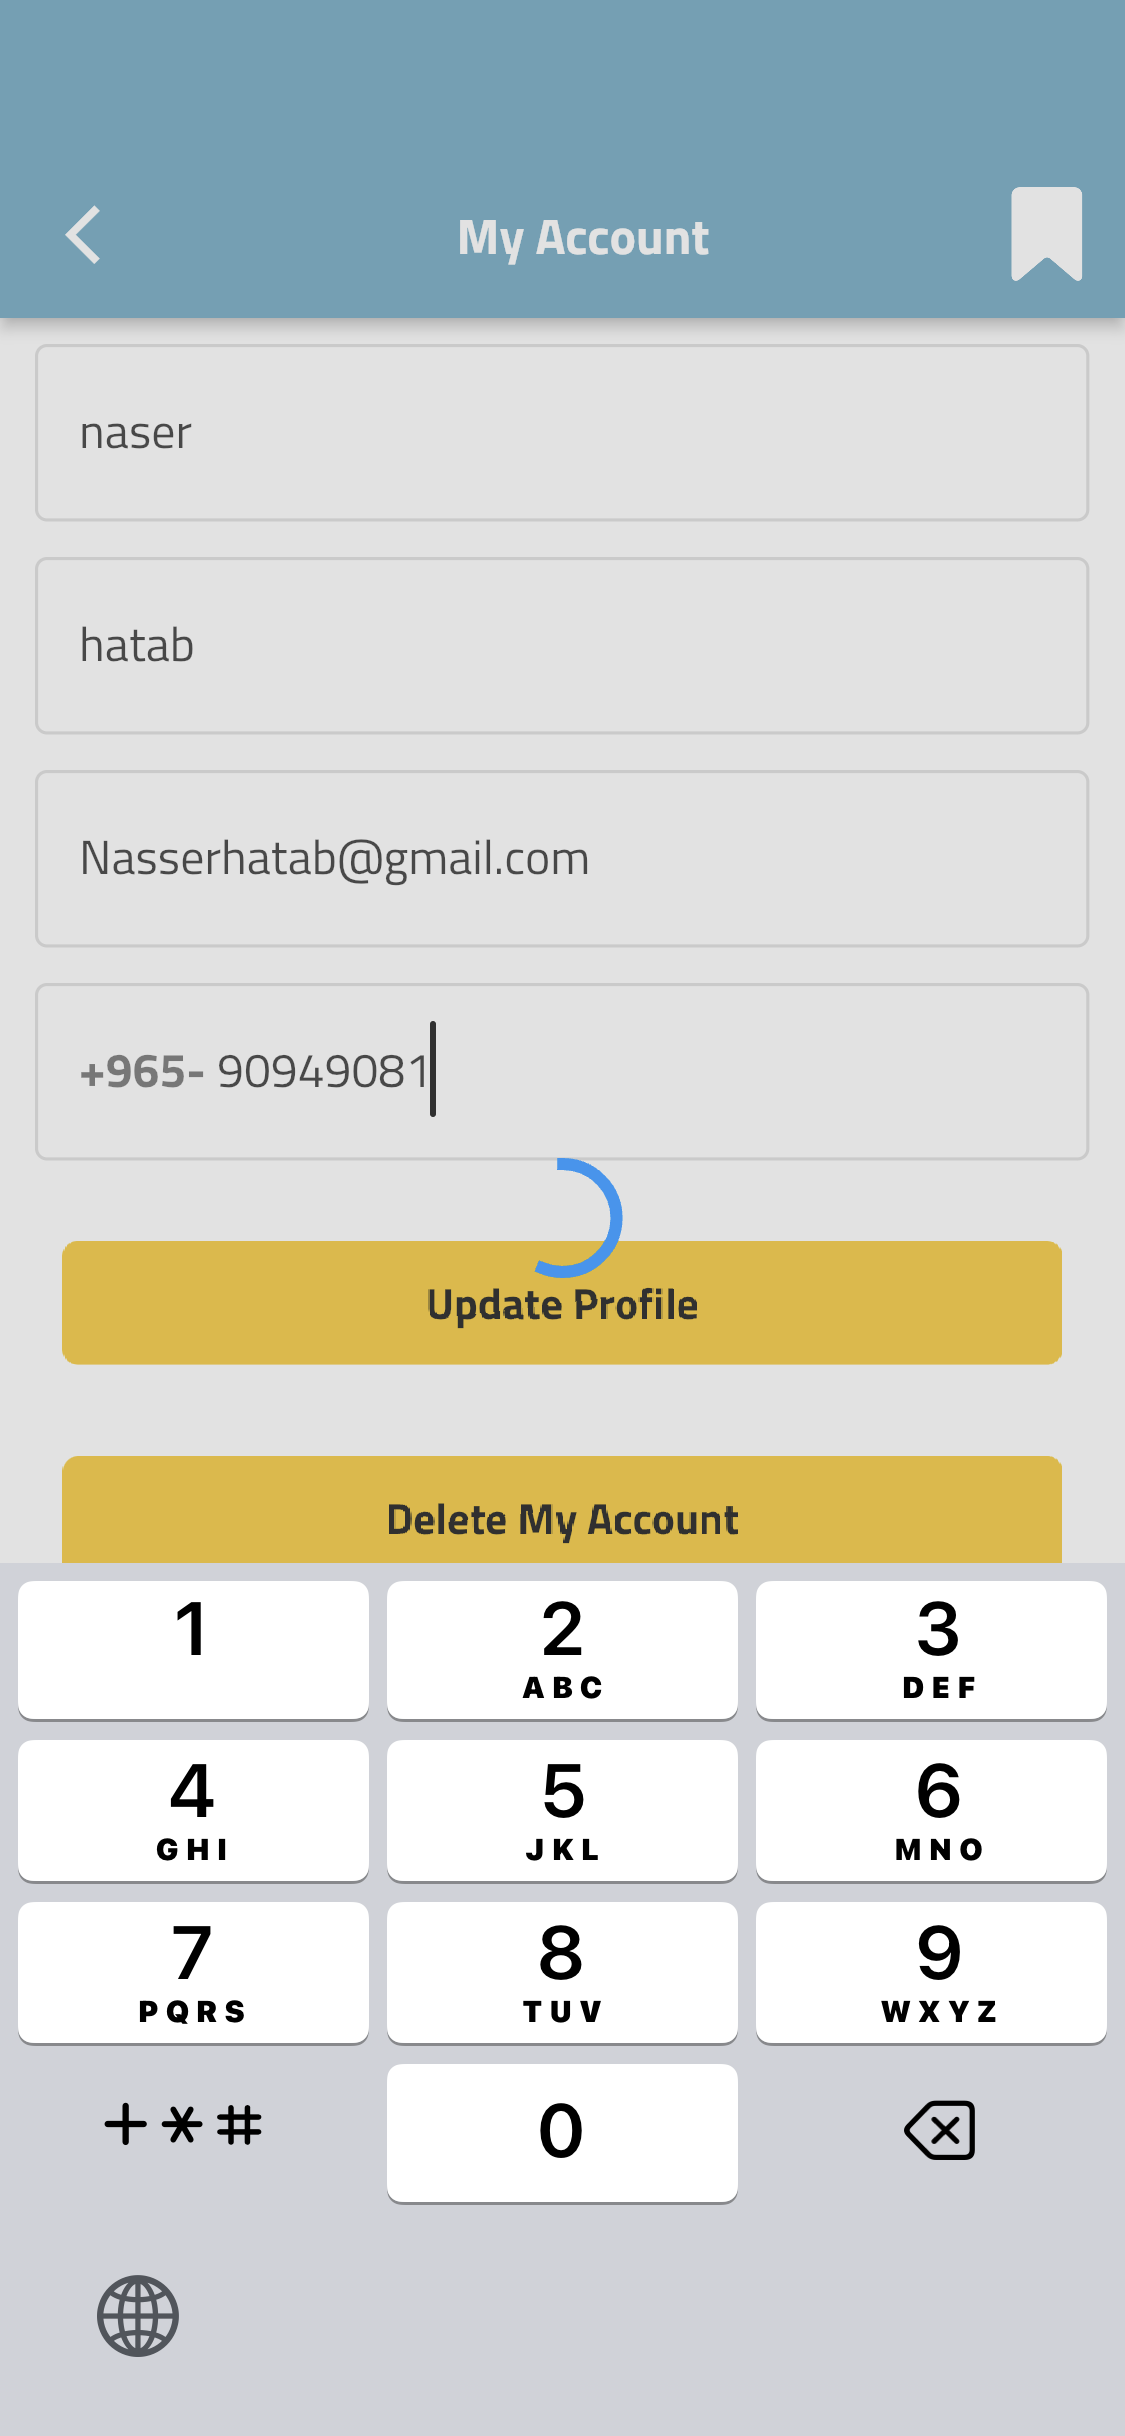 My Account
naser
hatab
Nasserhatab@gmail.com
+965- 90949081
Update Profile
Delete My Account
1
2
ABC
3
DEF
4
GHI
5
JKL
6
MNO
7
PQRS
8
TUV
9
WXYZ
+*#
0